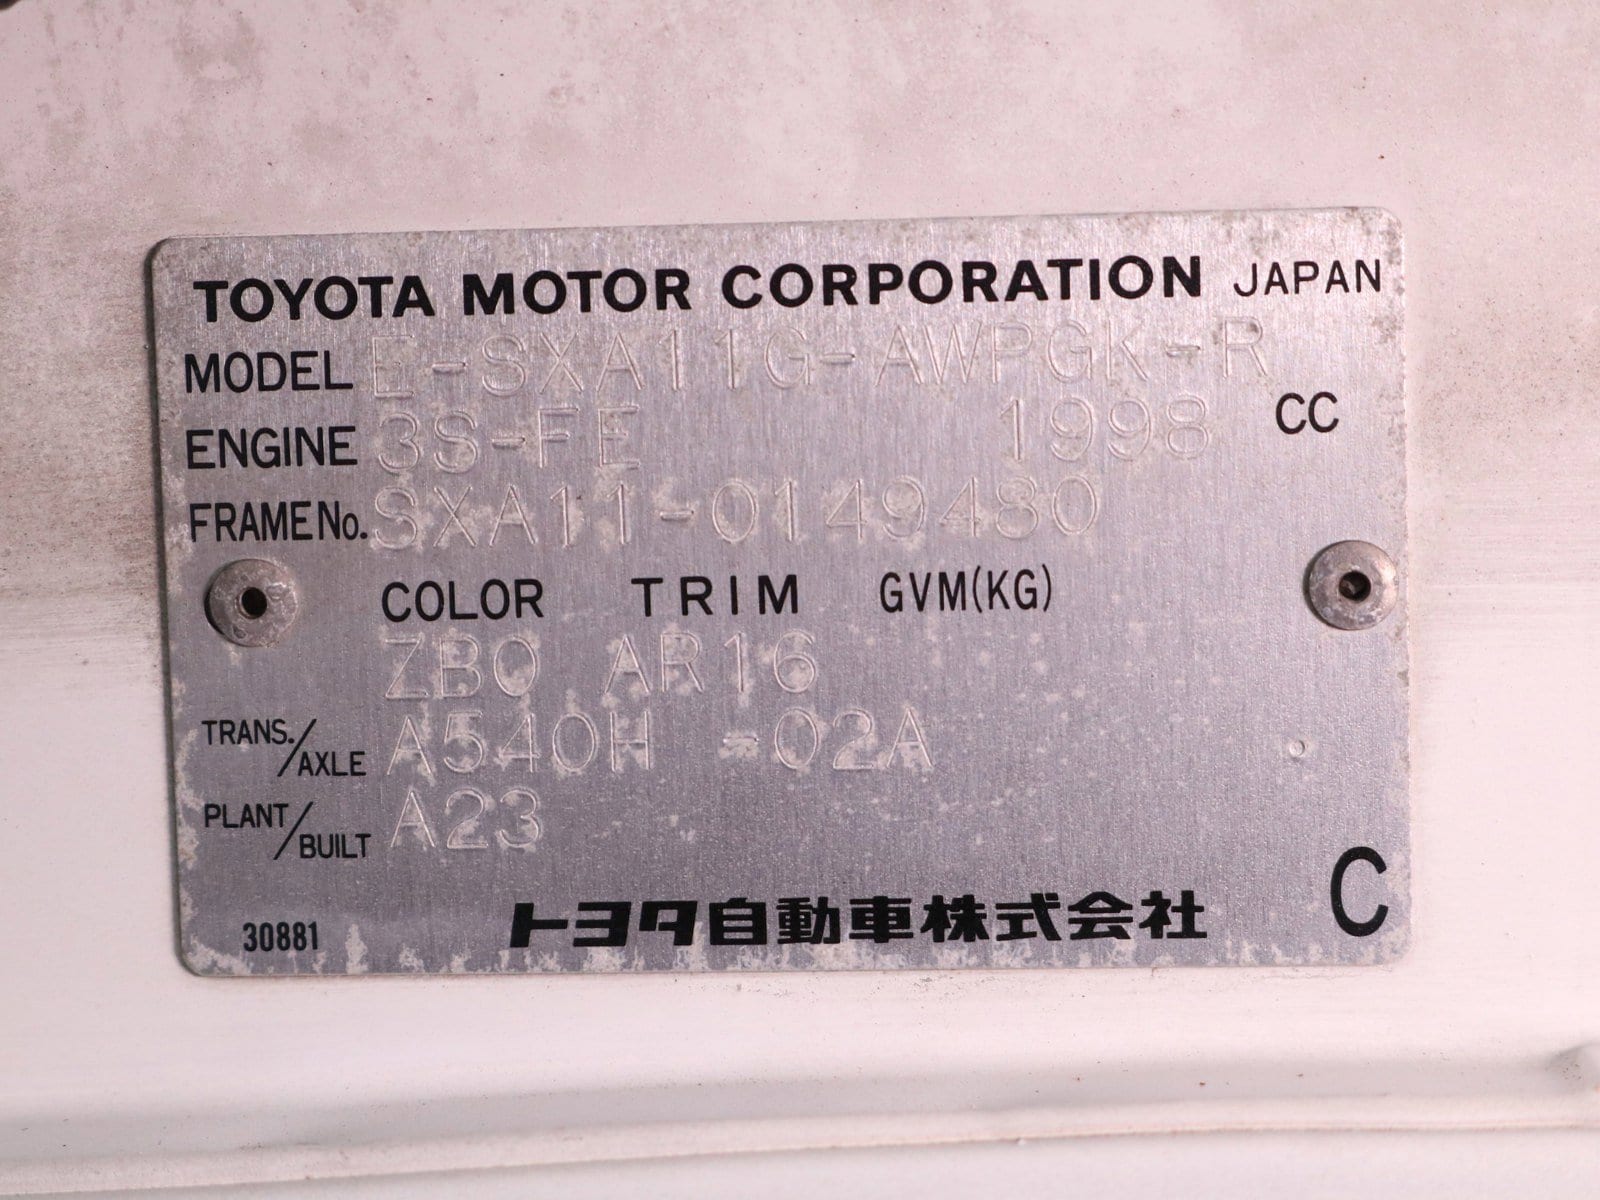 TOYOTA MOTOR CORPORATION JAPAN
MODEL E-SXA11G-AWPGK-R
ENGINE 3S-FE 1998 CC
FRAME No. SXA11-0149480
COLOR TRIM GVM(KG)
ZB0 AR16
TRANS./AXLE A540H -02A
PLANT/BUILT A23
30881 トヨタ自動車株式会社 C